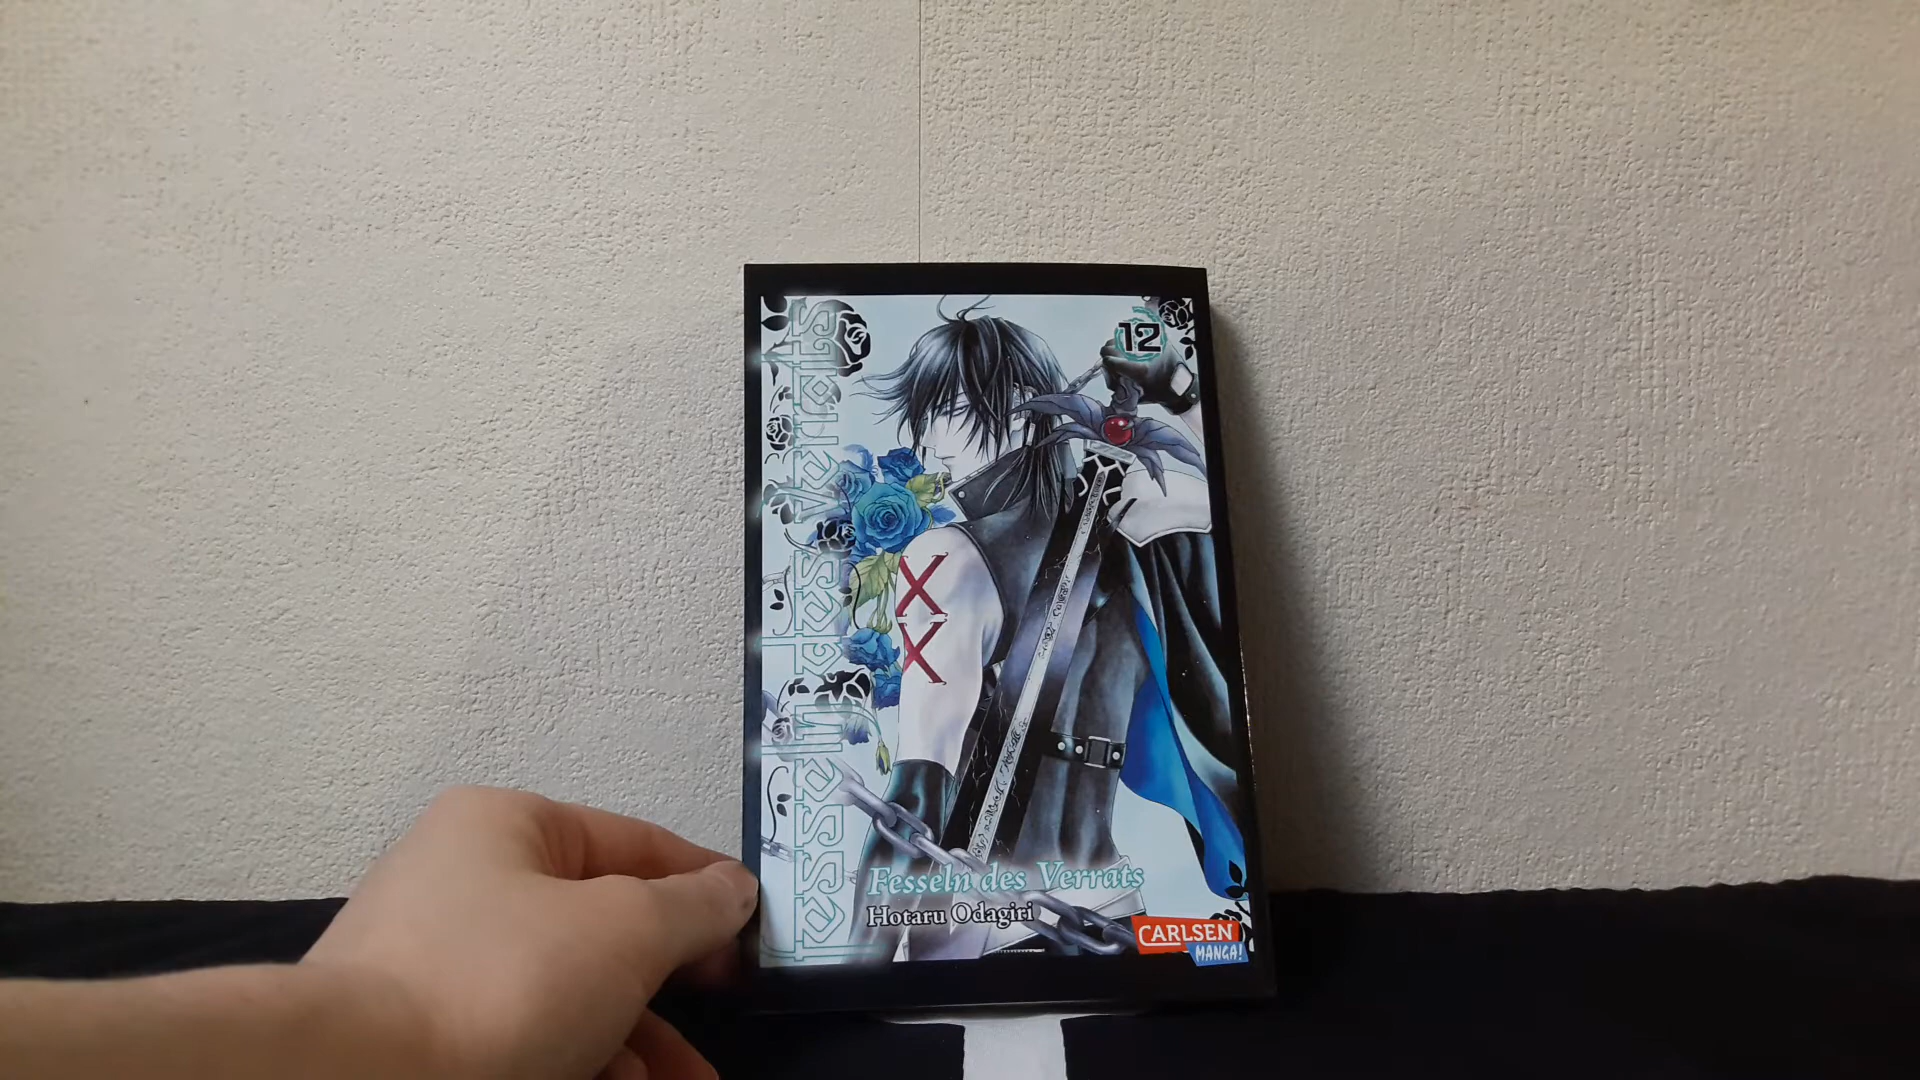 12
Fesseln des Verrats
Fesseln des Verrats
Hotaru Odagiri
CARLSEN
MANGA!